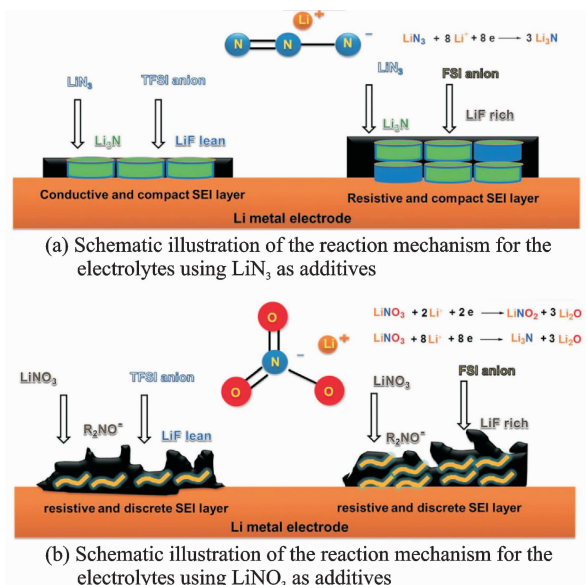 Li⁺
N N N⁻
LiN₃ + 8 Li⁺ + 8 e → 3 Li₃N
LiN₃ TFSI anion
Li₃N LiF lean
LiN₃ FSI anion
Li₃N LiF rich
Conductive and compact SEI layer
Resistive and compact SEI layer
Li metal electrode
(a) Schematic illustration of the reaction mechanism for the
electrolytes using LiN₃ as additives
O
N⁻ Li⁺
O O
LiNO₃ + 2 Li⁺ + 2 e → LiNO₂ + 3 Li₂O
LiNO₃ + 8 Li⁺ + 8 e → Li₃N + 3 Li₂O
LiNO₃ TFSI anion
R₂NO⁻ LiF lean
LiNO₃ FSI anion
R₂NO⁻ LiF rich
resistive and discrete SEI layer
resistive and discrete SEI layer
Li metal electrode
(b) Schematic illustration of the reaction mechanism for the
electrolytes using LiNO₃ as additives